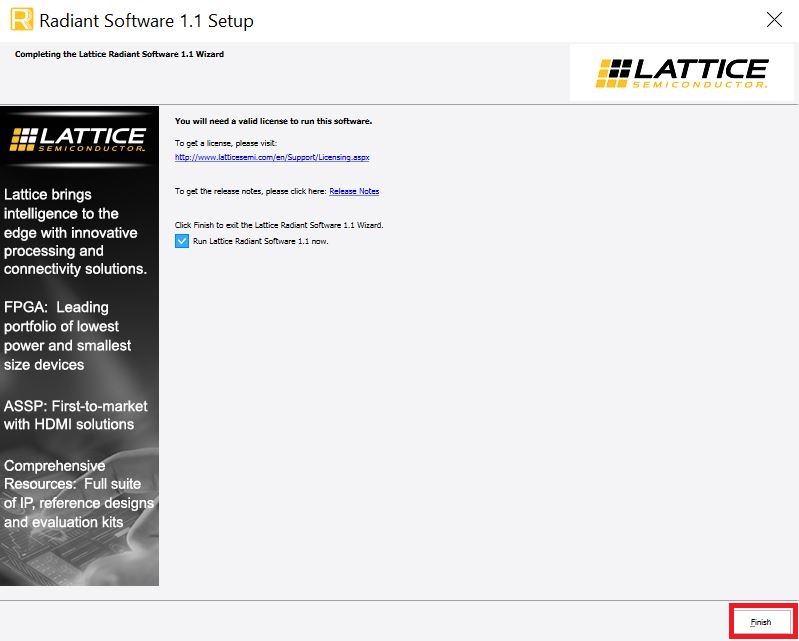 Radiant Software 1.1 Setup
Completing the Lattice Radiant Software 1.1 Wizard
LATTICE
SEMICONDUCTOR.
LATTICE
SEMICONDUCTOR.
Lattice brings
intelligence to the
edge with innovative
processing and
connectivity solutions.
FPGA: Leading
portfolio of lowest
power and smallest
size devices
ASSP: First-to-market
with HDMI solutions
Comprehensive
Resources: Full suite
of IP, reference designs
and evaluation kits
You will need a valid license to run this software.
To get a license, please visit:
http://www.latticesemi.com/en/Support/Licensing.aspx
To get the release notes, please click here: Release Notes
Click Finish to exit the Lattice Radiant Software 1.1 Wizard.
Run Lattice Radiant Software 1.1 now.
Finish